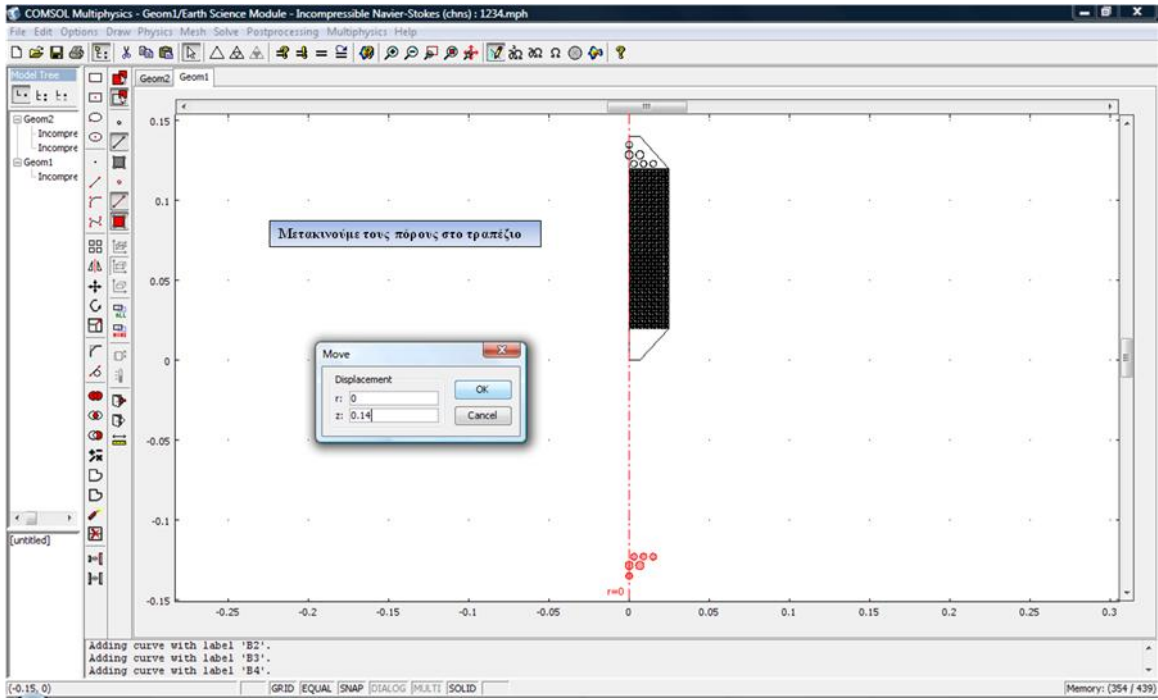 COMSOL Multiphysics - Geom1/Earth Science Module - Incompressible Navier-Stokes (chns) : 1234.mph
File Edit Options Draw Physics Mesh Solve Postprocessing Multiphysics Help
Model Tree
Geom2 Geom1
Geom2
Incompre
Incompre
Geom1
Incompre
[untitled]
0.15
0.1
0.05
0
-0.05
-0.1
-0.15
Μετακινούμε τους πόρους στο τραπέζιο
Move
Displacement
r: 0
z: 0.14
OK
Cancel
r=0
-0.25 -0.2 -0.15 -0.1 -0.05 0 0.05 0.1 0.15 0.2 0.25 0.3
Adding curve with label 'B2'.
Adding curve with label 'B3'.
Adding curve with label 'B4'.
(-0.15, 0) GRID EQUAL SNAP DIALOG MULTI SOLID Memory: (354 / 439)